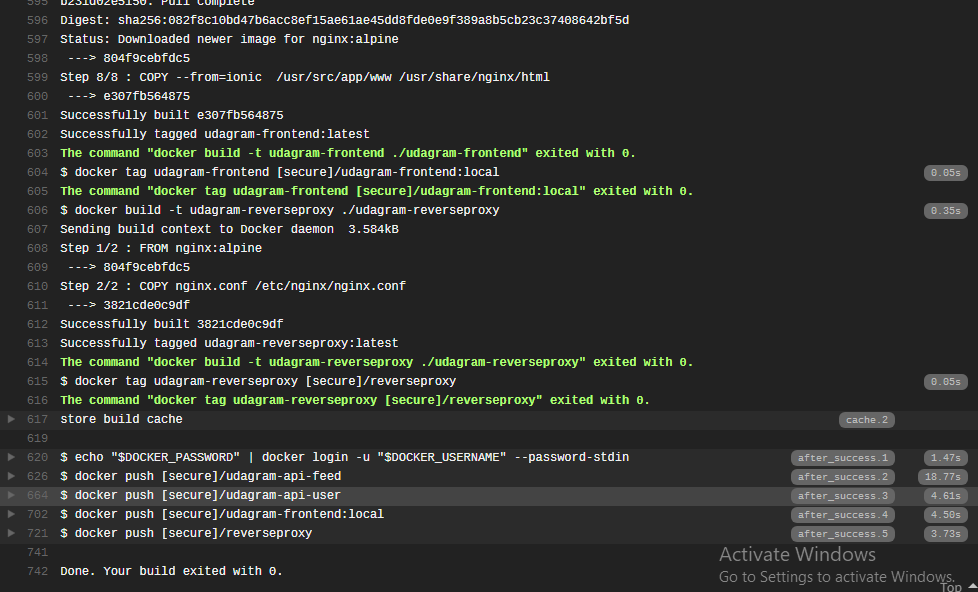 595 b231d02e5150: Pull complete
596 Digest: sha256:082f8c10bd47b6acc8ef15ae61ae45dd8fde0e9f389a8b5cb23c37408642bf5d
597 Status: Downloaded newer image for nginx:alpine
598  ---> 804f9cebfdc5
599 Step 8/8 : COPY --from=ionic  /usr/src/app/www /usr/share/nginx/html
600  ---> e307fb564875
601 Successfully built e307fb564875
602 Successfully tagged udagram-frontend:latest
603 The command "docker build -t udagram-frontend ./udagram-frontend" exited with 0.
604 $ docker tag udagram-frontend [secure]/udagram-frontend:local 0.05s
605 The command "docker tag udagram-frontend [secure]/udagram-frontend:local" exited with 0.
606 $ docker build -t udagram-reverseproxy ./udagram-reverseproxy 0.35s
607 Sending build context to Docker daemon  3.584kB
608 Step 1/2 : FROM nginx:alpine
609  ---> 804f9cebfdc5
610 Step 2/2 : COPY nginx.conf /etc/nginx/nginx.conf
611  ---> 3821cde0c9df
612 Successfully built 3821cde0c9df
613 Successfully tagged udagram-reverseproxy:latest
614 The command "docker build -t udagram-reverseproxy ./udagram-reverseproxy" exited with 0.
615 $ docker tag udagram-reverseproxy [secure]/reverseproxy 0.05s
616 The command "docker tag udagram-reverseproxy [secure]/reverseproxy" exited with 0.
617 store build cache cache.2
619
620 $ echo "$DOCKER_PASSWORD" | docker login -u "$DOCKER_USERNAME" --password-stdin after_success.1 1.47s
626 $ docker push [secure]/udagram-api-feed after_success.2 18.77s
664 $ docker push [secure]/udagram-api-user after_success.3 4.61s
702 $ docker push [secure]/udagram-frontend:local after_success.4 4.50s
721 $ docker push [secure]/reverseproxy after_success.5 3.73s
741
742 Done. Your build exited with 0.
Activate Windows
Go to Settings to activate Windows.
Top